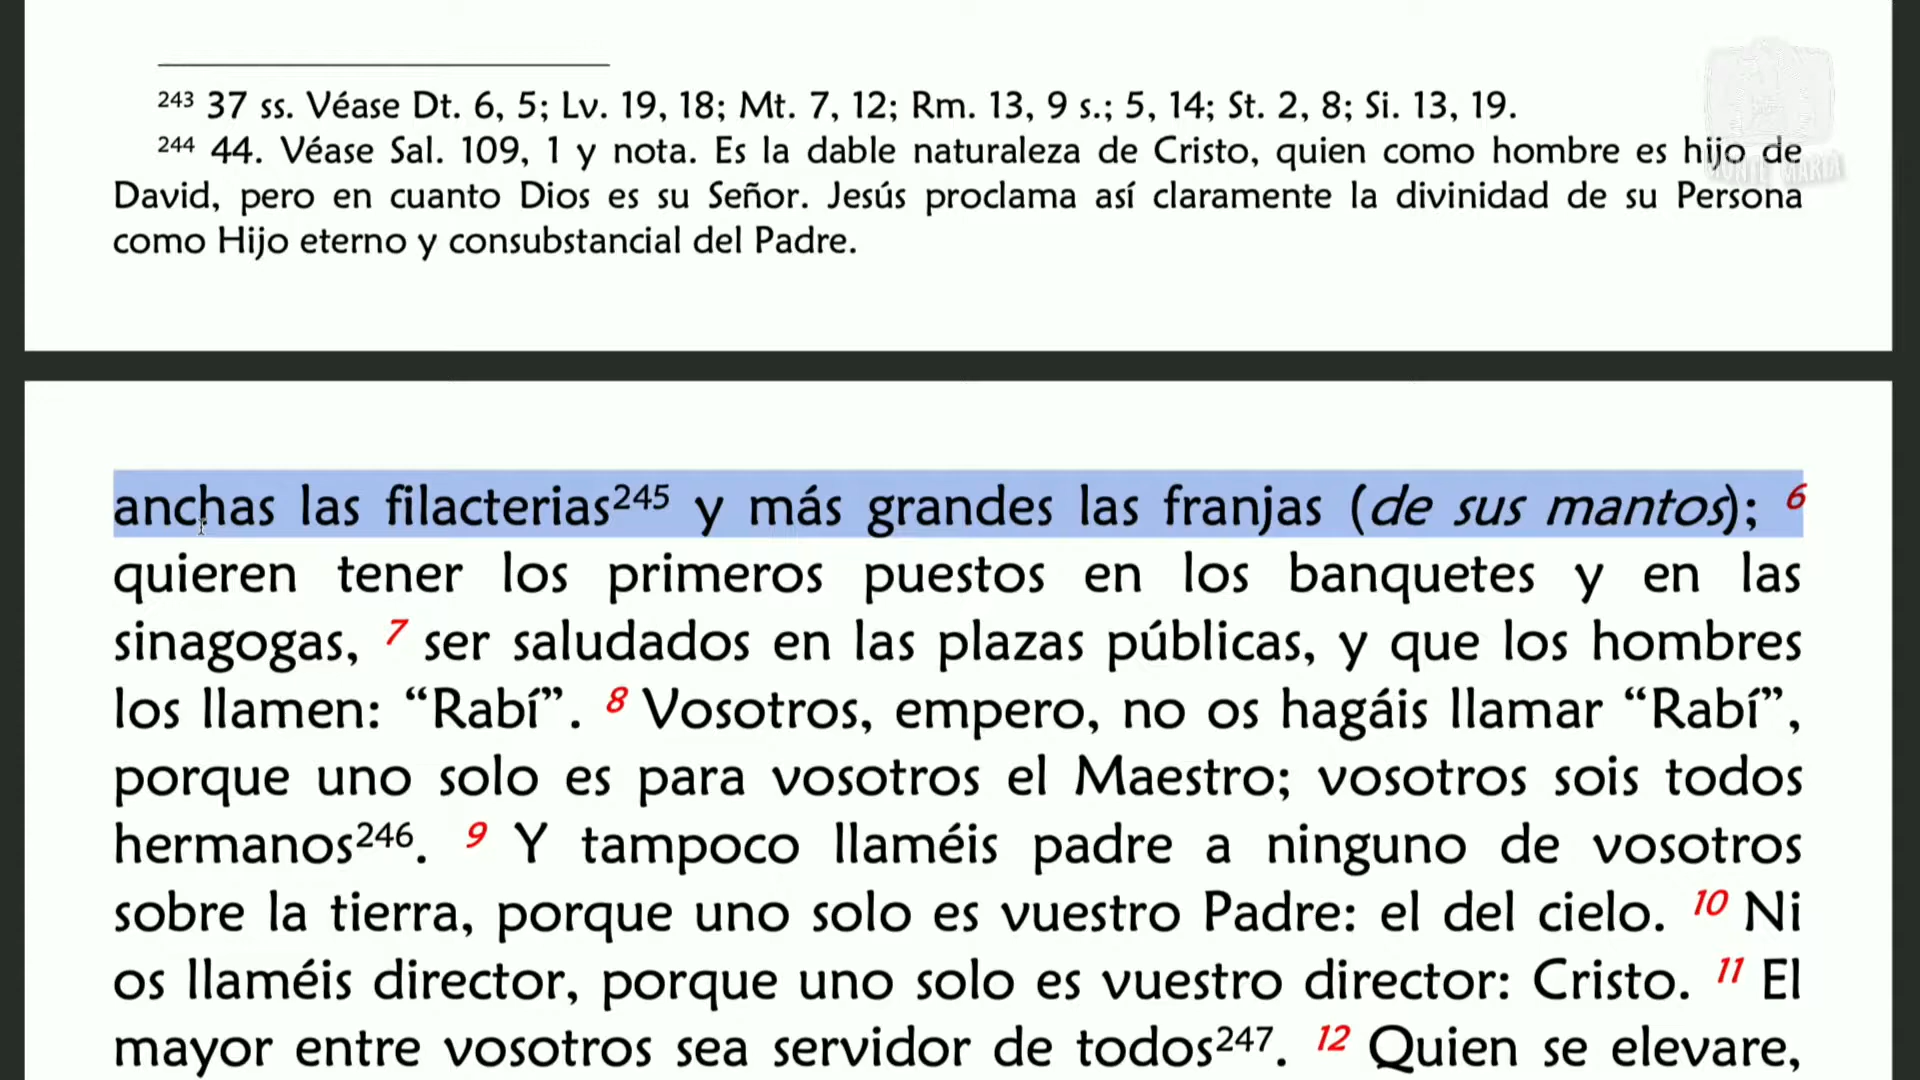 243 37 ss. Véase Dt. 6, 5; Lv. 19, 18; Mt. 7, 12; Rm. 13, 9 s.; 5, 14; St. 2, 8; Si. 13, 19.
244 44. Véase Sal. 109, 1 y nota. Es la dable naturaleza de Cristo, quien como hombre es hijo de
David, pero en cuanto Dios es su Señor. Jesús proclama así claramente la divinidad de su Persona
como Hijo eterno y consubstancial del Padre.
MONTE MARIA
anchas las filacterias245 y más grandes las franjas (de sus mantos); 6
quieren tener los primeros puestos en los banquetes y en las
sinagogas, 7 ser saludados en las plazas públicas, y que los hombres
los llamen: “Rabí”. 8 Vosotros, empero, no os hagáis llamar “Rabí”,
porque uno solo es para vosotros el Maestro; vosotros sois todos
hermanos246. 9 Y tampoco llaméis padre a ninguno de vosotros
sobre la tierra, porque uno solo es vuestro Padre: el del cielo. 10 Ni
os llaméis director, porque uno solo es vuestro director: Cristo. 11 El
mayor entre vosotros sea servidor de todos247. 12 Quien se elevare,